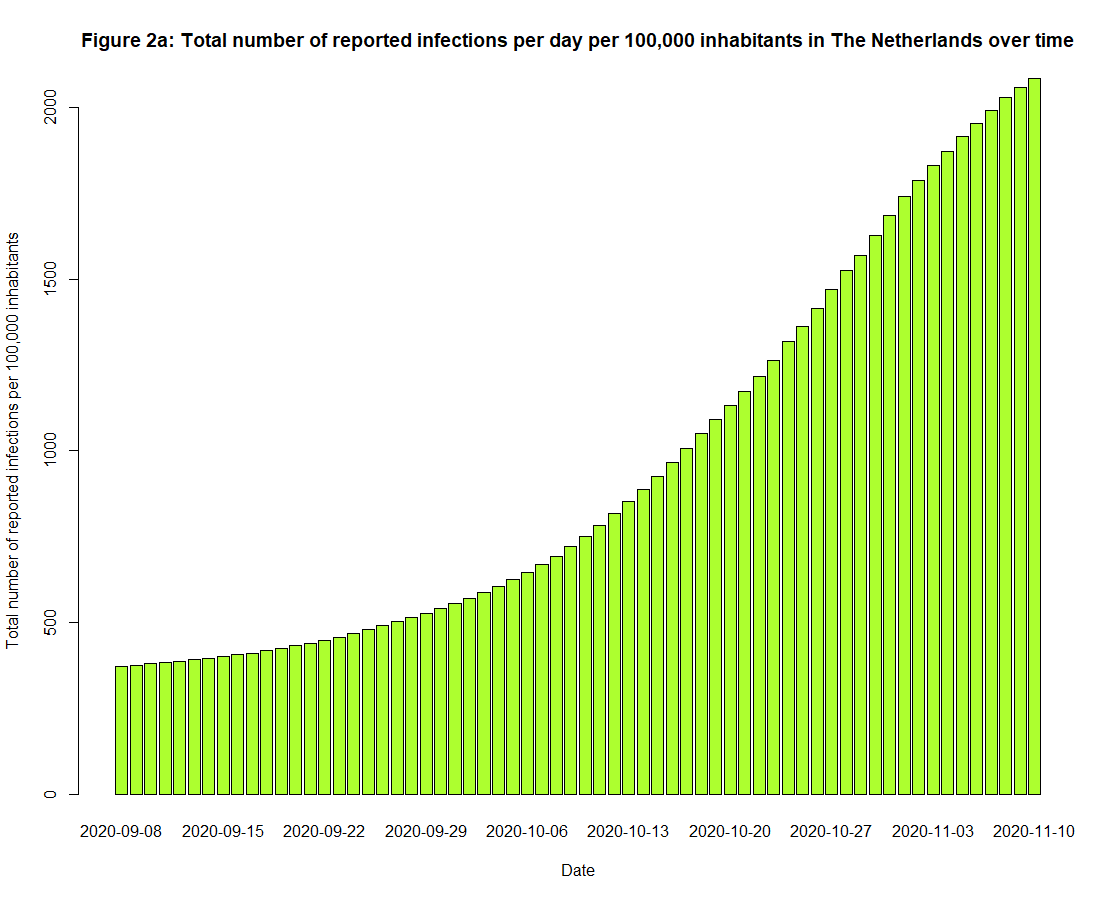 Figure 2a: Total number of reported infections per day per 100,000 inhabitants in The Netherlands over time
Total number of reported infections per 100,000 inhabitants
2000
1500
1000
500
0
2020-09-08 2020-09-15 2020-09-22 2020-09-29 2020-10-06 2020-10-13 2020-10-20 2020-10-27 2020-11-03 2020-11-10
Date